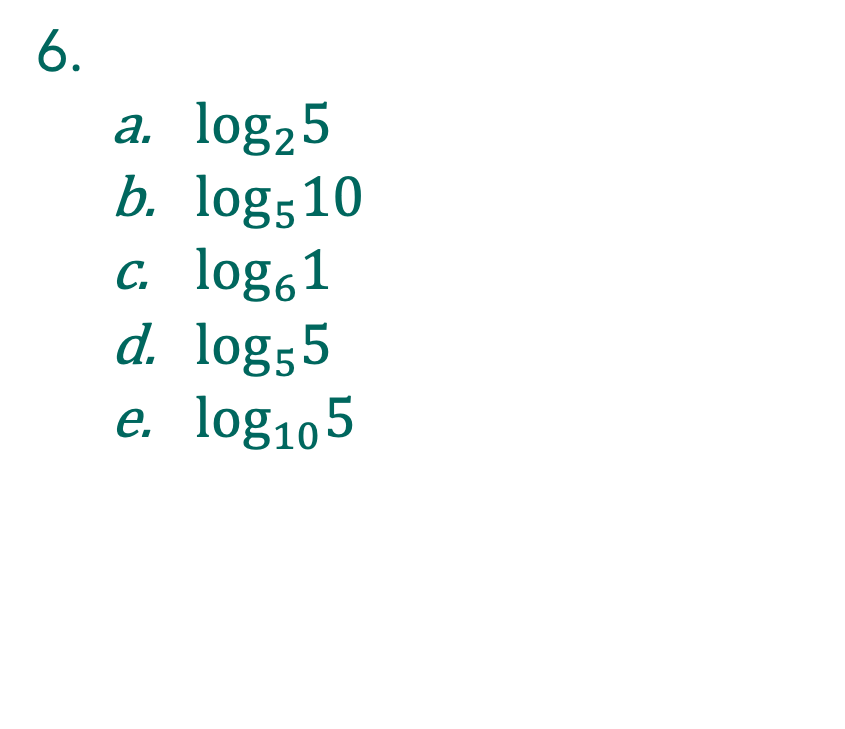 6.
a. log₂5
b. log₅10
c. log₆1
d. log₅5
e. log₁₀5